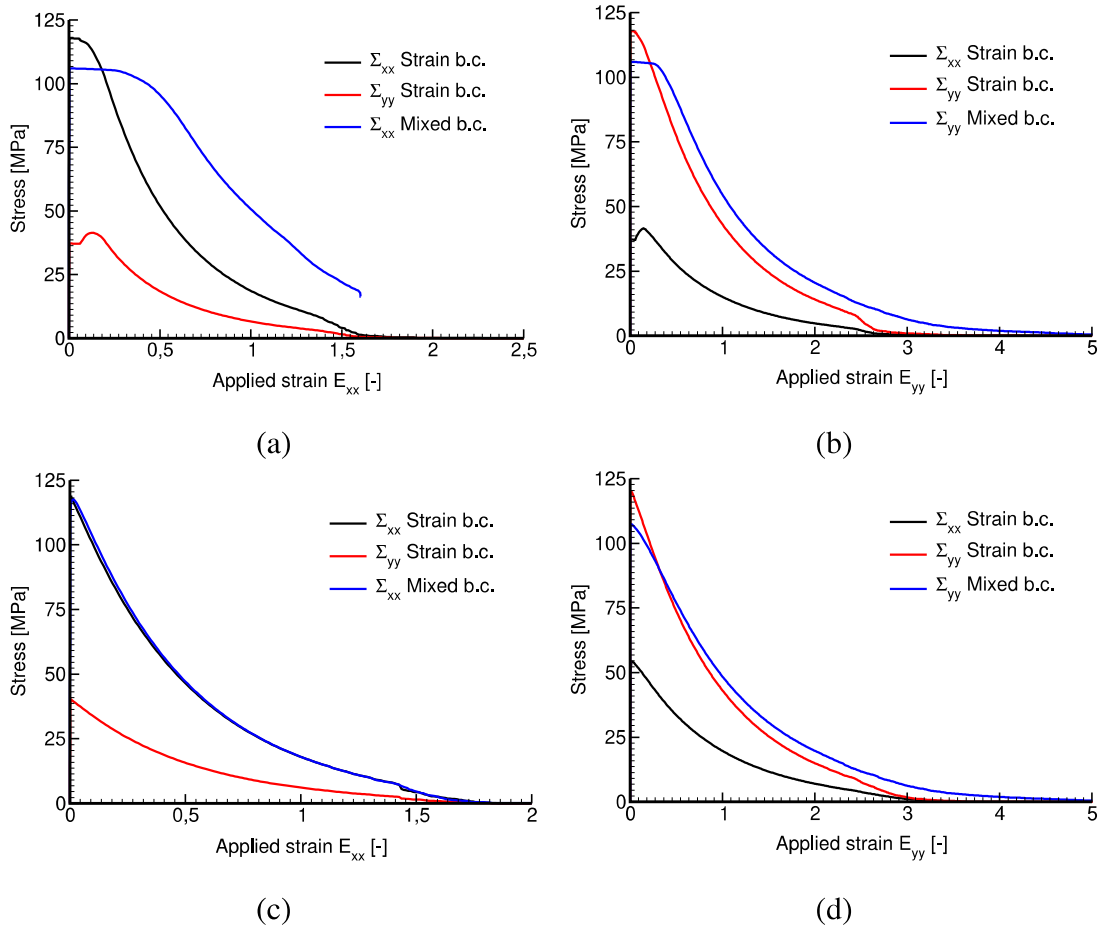 125
100
75
50
25
0
Stress [MPa]
Σxx Strain b.c.
Σyy Strain b.c.
Σxx Mixed b.c.
0 0,5 1 1,5 2 2,5
Applied strain Exx [-]
(a)
125
100
75
50
25
0
Stress [MPa]
Σxx Strain b.c.
Σyy Strain b.c.
Σyy Mixed b.c.
0 1 2 3 4 5
Applied strain Eyy [-]
(b)
125
100
75
50
25
0
Stress [MPa]
Σxx Strain b.c.
Σyy Strain b.c.
Σxx Mixed b.c.
0 0,5 1 1,5 2
Applied strain Exx [-]
(c)
125
100
75
50
25
0
Stress [MPa]
Σxx Strain b.c.
Σyy Strain b.c.
Σyy Mixed b.c.
0 1 2 3 4 5
Applied strain Eyy [-]
(d)